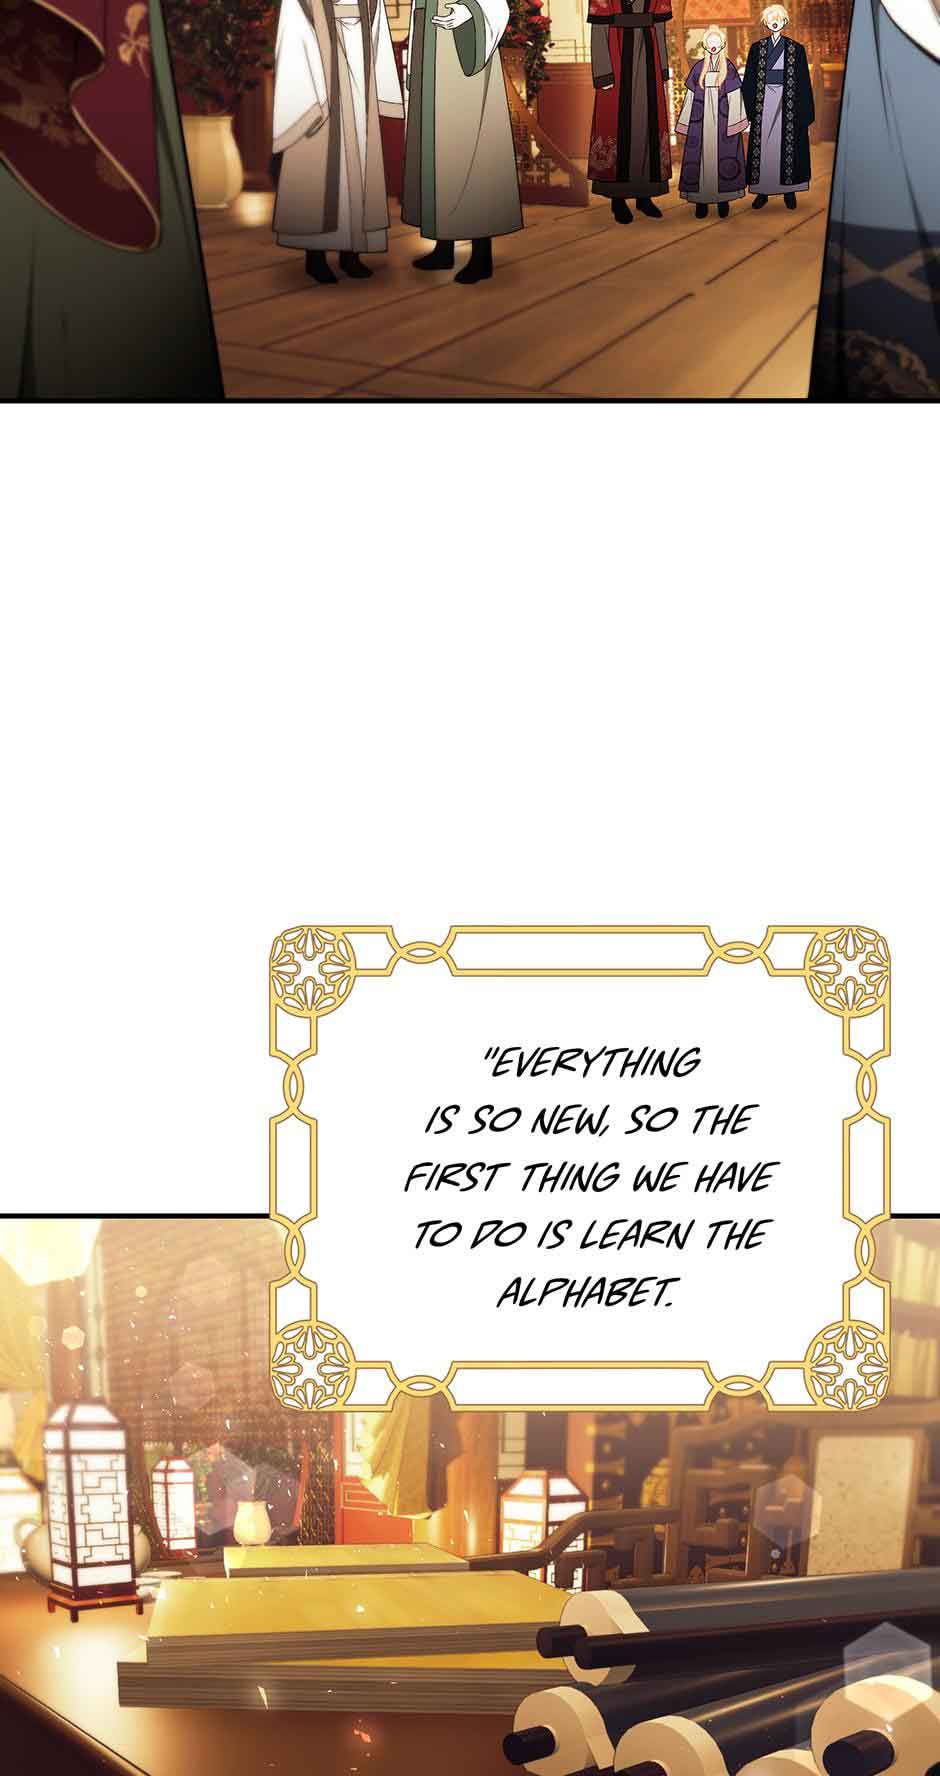 "EVERYTHING
IS SO NEW, SO THE
FIRST THING WE HAVE
TO DO IS LEARN THE
ALPHABET.